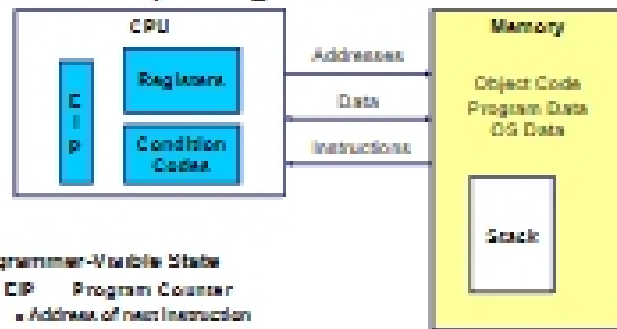 CPU
Memory
E
I
P
Registers
Condition
Codes
Addresses
Data
Instructions
Object Code
Program Data
OS Data
Stack
grammer-Visible State
EIP Program Counter
▪ Address of next instruction